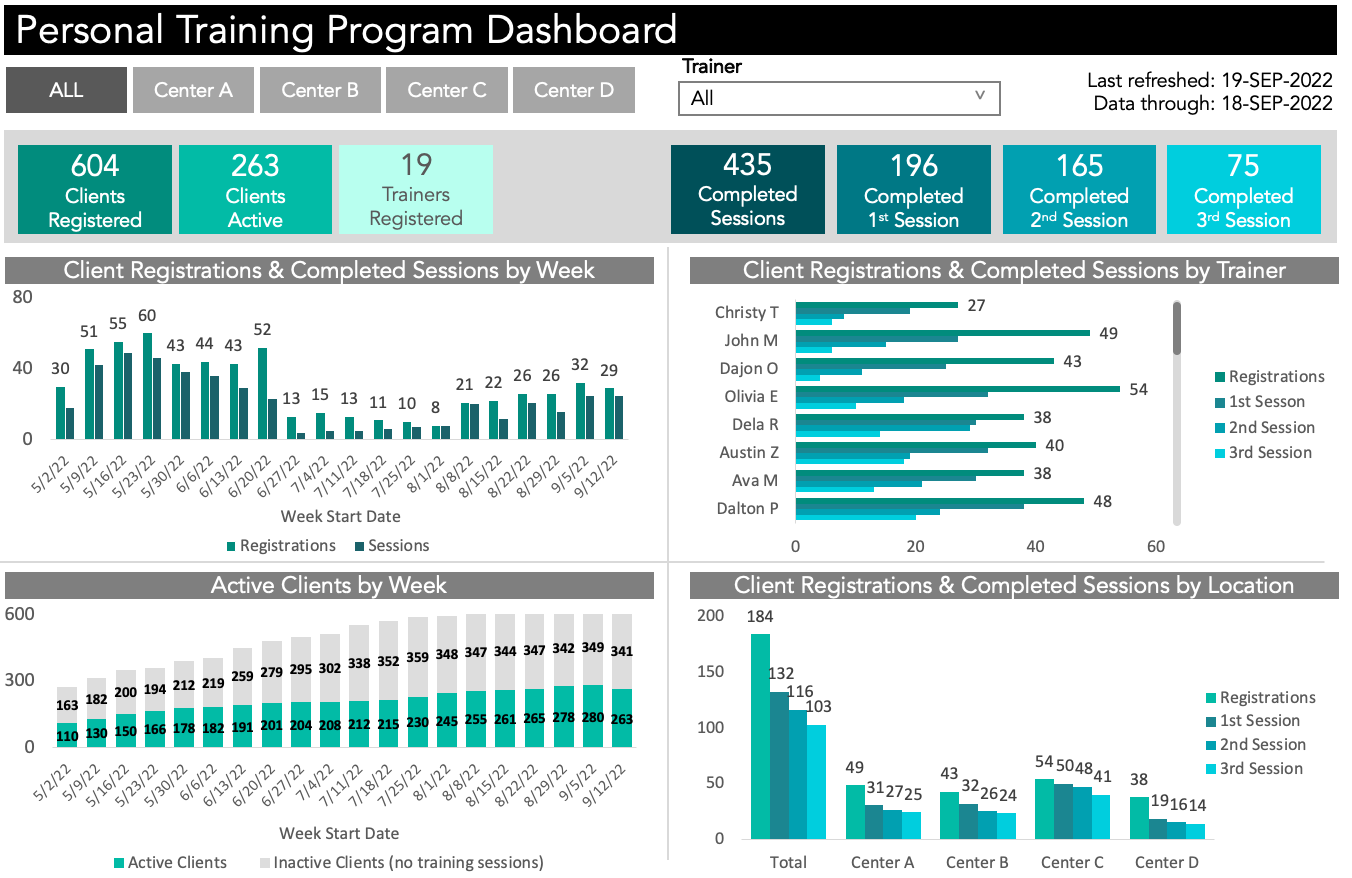 Personal Training Program Dashboard
ALL
Center A
Center B
Center C
Center D
Trainer
All
Last refreshed: 19-SEP-2022
Data through: 18-SEP-2022
604
Clients
Registered
263
Clients
Active
19
Trainers
Registered
435
Completed
Sessions
196
Completed
1st Session
165
Completed
2nd Session
75
Completed
3rd Session
Client Registrations & Completed Sessions by Week
80
40
0
30 51 55 60 43 44 43 52 13 15 13 11 10 8 21 22 26 26 32 29
5/2/22 5/9/22 5/16/22 5/23/22 5/30/22 6/6/22 6/13/22 6/20/22 6/27/22 7/4/22 7/11/22 7/18/22 7/25/22 8/1/22 8/8/22 8/15/22 8/22/22 8/29/22 9/5/22 9/12/22
Week Start Date
Registrations Sessions
Client Registrations & Completed Sessions by Trainer
Christy T 27
John M 49
Dajon O 43
Olivia E 54
Dela R 38
Austin Z 40
Ava M 38
Dalton P 48
0 20 40 60
Registrations
1st Sesson
2nd Session
3rd Session
Active Clients by Week
600
300
0
163 182 200 194 212 219 259 279 295 302 338 352 359 348 347 344 347 342 349 341
110 130 150 166 178 182 191 201 204 208 212 215 230 245 255 261 265 278 280 263
5/2/22 5/9/22 5/16/22 5/23/22 5/30/22 6/6/22 6/13/22 6/20/22 6/27/22 7/4/22 7/11/22 7/18/22 7/25/22 8/1/22 8/8/22 8/15/22 8/22/22 8/29/22 9/5/22 9/12/22
Week Start Date
Active Clients Inactive Clients (no training sessions)
Client Registrations & Completed Sessions by Location
200
150
100
50
0
184 132 116 103
49 31 27 25
43 32 26 24
54 50 48 41
38 19 16 14
Total Center A Center B Center C Center D
Registrations
1st Session
2nd Session
3rd Session